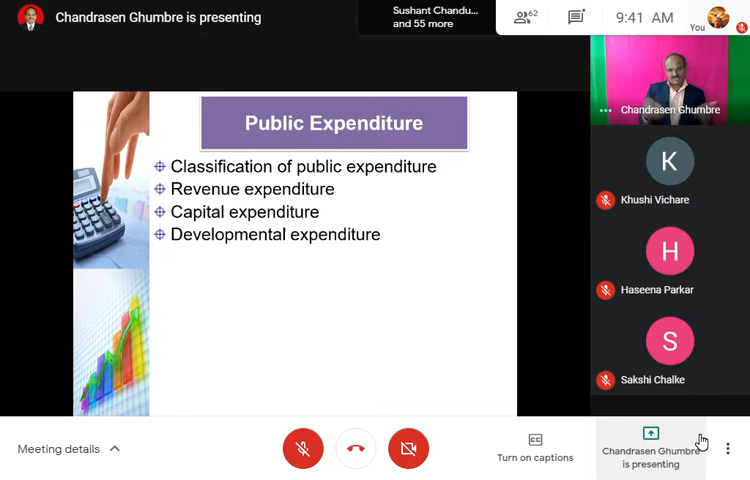 Chandrasen Ghumbre is presenting
Sushant Chandu...
and 55 more
62
9:41 AM
You
Chandrasen Ghumbre
Public Expenditure
Classification of public expenditure
Revenue expenditure
Capital expenditure
Developmental expenditure
K
Khushi Vichare
H
Haseena Parkar
S
Sakshi Chalke
Meeting details
CC
Turn on captions
Chandrasen Ghumbre
is presenting